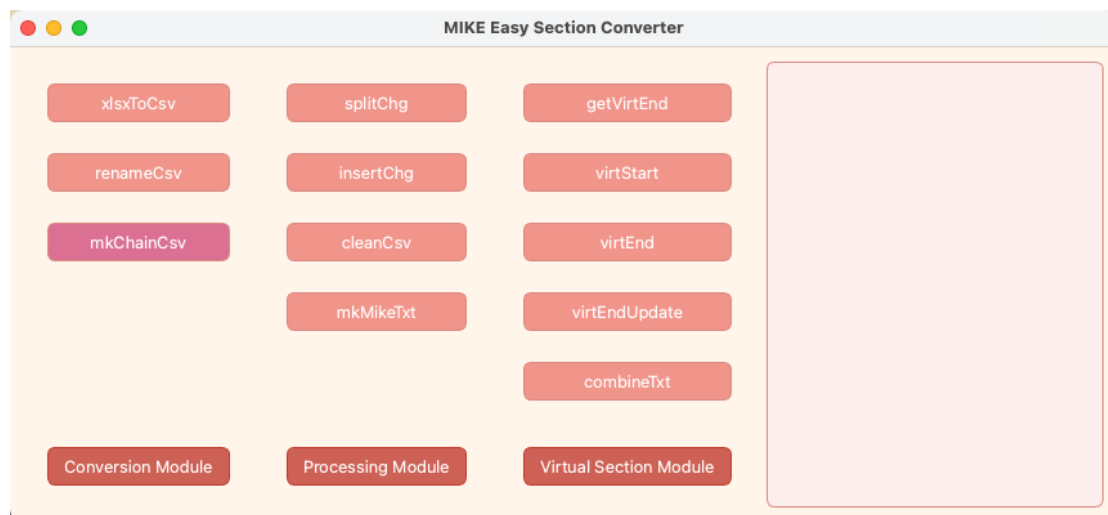 MIKE Easy Section Converter
xlsxToCsv
splitChg
getVirtEnd
renameCsv
insertChg
virtStart
mkChainCsv
cleanCsv
virtEnd
mkMikeTxt
virtEndUpdate
combineTxt
Conversion Module
Processing Module
Virtual Section Module